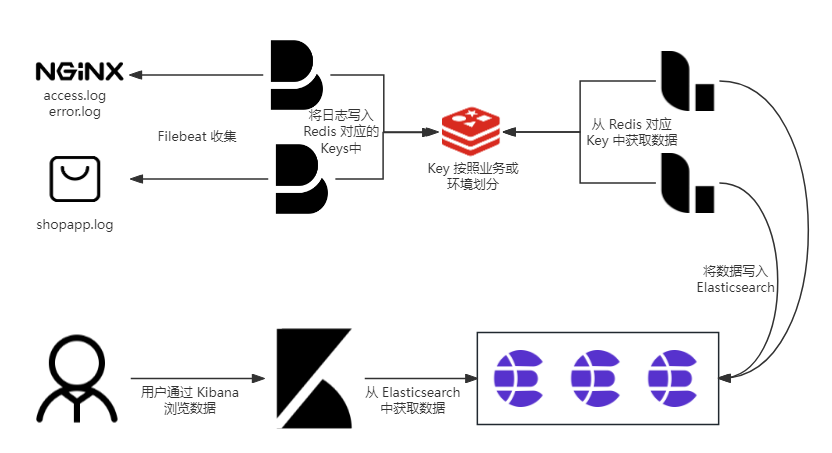 NGiNX
access.log
error.log
Filebeat 收集
shopapp.log
将日志写入
Redis 对应的
Keys中
Key 按照业务或
环境划分
从 Redis 对应
Key 中获取数据
将数据写入
Elasticsearch
用户通过 Kibana
浏览数据
从 Elasticsearch
中获取数据